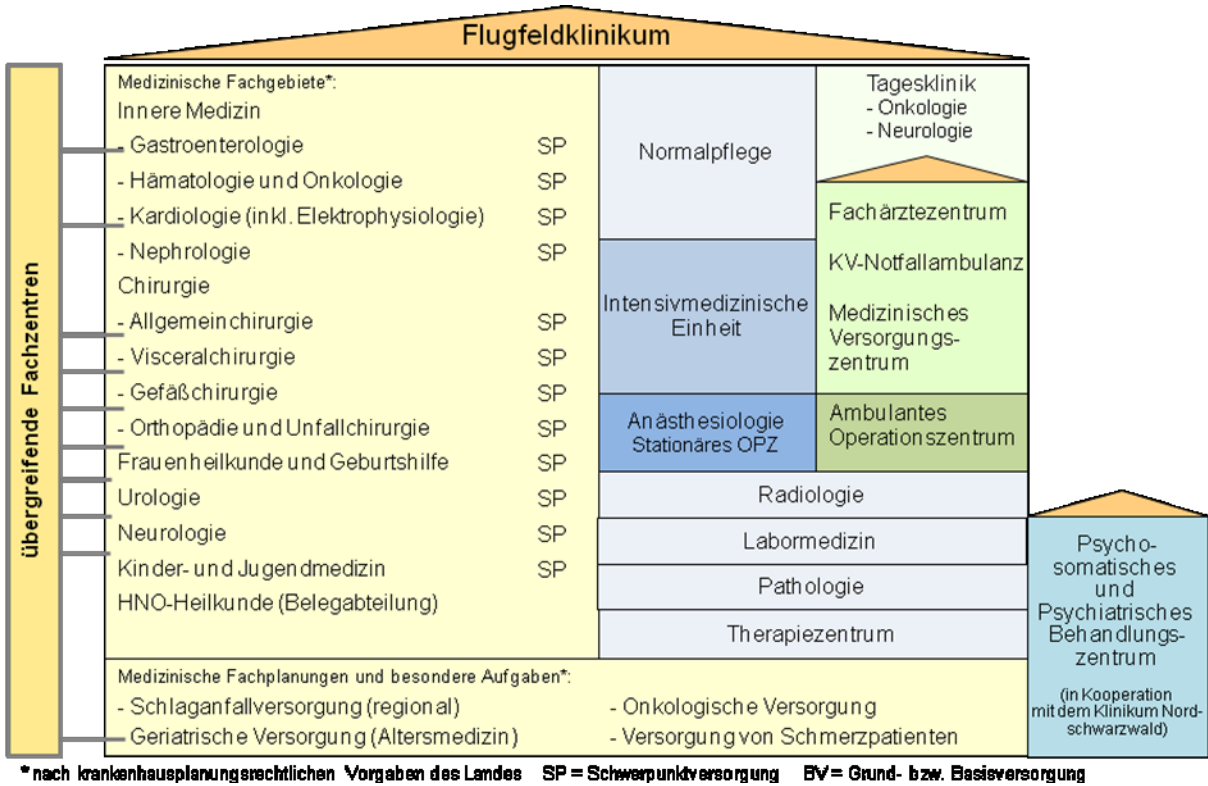 Flugfeldklinikum
übergreifende Fachzentren
Medizinische Fachgebiete*:
Innere Medizin
- Gastroenterologie SP
- Hämatologie und Onkologie SP
- Kardiologie (inkl. Elektrophysiologie) SP
- Nephrologie SP
Chirurgie
- Allgemeinchirurgie SP
- Visceralchirurgie SP
- Gefäßchirurgie SP
- Orthopädie und Unfallchirurgie SP
Frauenheilkunde und Geburtshilfe SP
Urologie SP
Neurologie SP
Kinder- und Jugendmedizin SP
HNO-Heilkunde (Belegabteilung)
Normalpflege
Intensivmedizinische
Einheit
Anästhesiologie
Stationäres OPZ
Tagesklinik
- Onkologie
- Neurologie
Fachärztezentrum
KV-Notfallambulanz
Medizinisches
Versorgungs-
zentrum
Ambulantes
Operationszentrum
Radiologie
Labormedizin
Pathologie
Therapiezentrum
Psycho-
somatisches
und
Psychiatrisches
Behandlungs-
zentrum
(in Kooperation
mit dem Klinikum Nord-
schwarzwald)
Medizinische Fachplanungen und besondere Aufgaben*:
- Schlaganfallversorgung (regional) - Onkologische Versorgung
- Geriatrische Versorgung (Altersmedizin) - Versorgung von Schmerzpatienten
* nach krankenhausplanungsrechtlichen Vorgaben des Landes SP = Schwerpunktversorgung BV = Grund- bzw. Basisversorgung